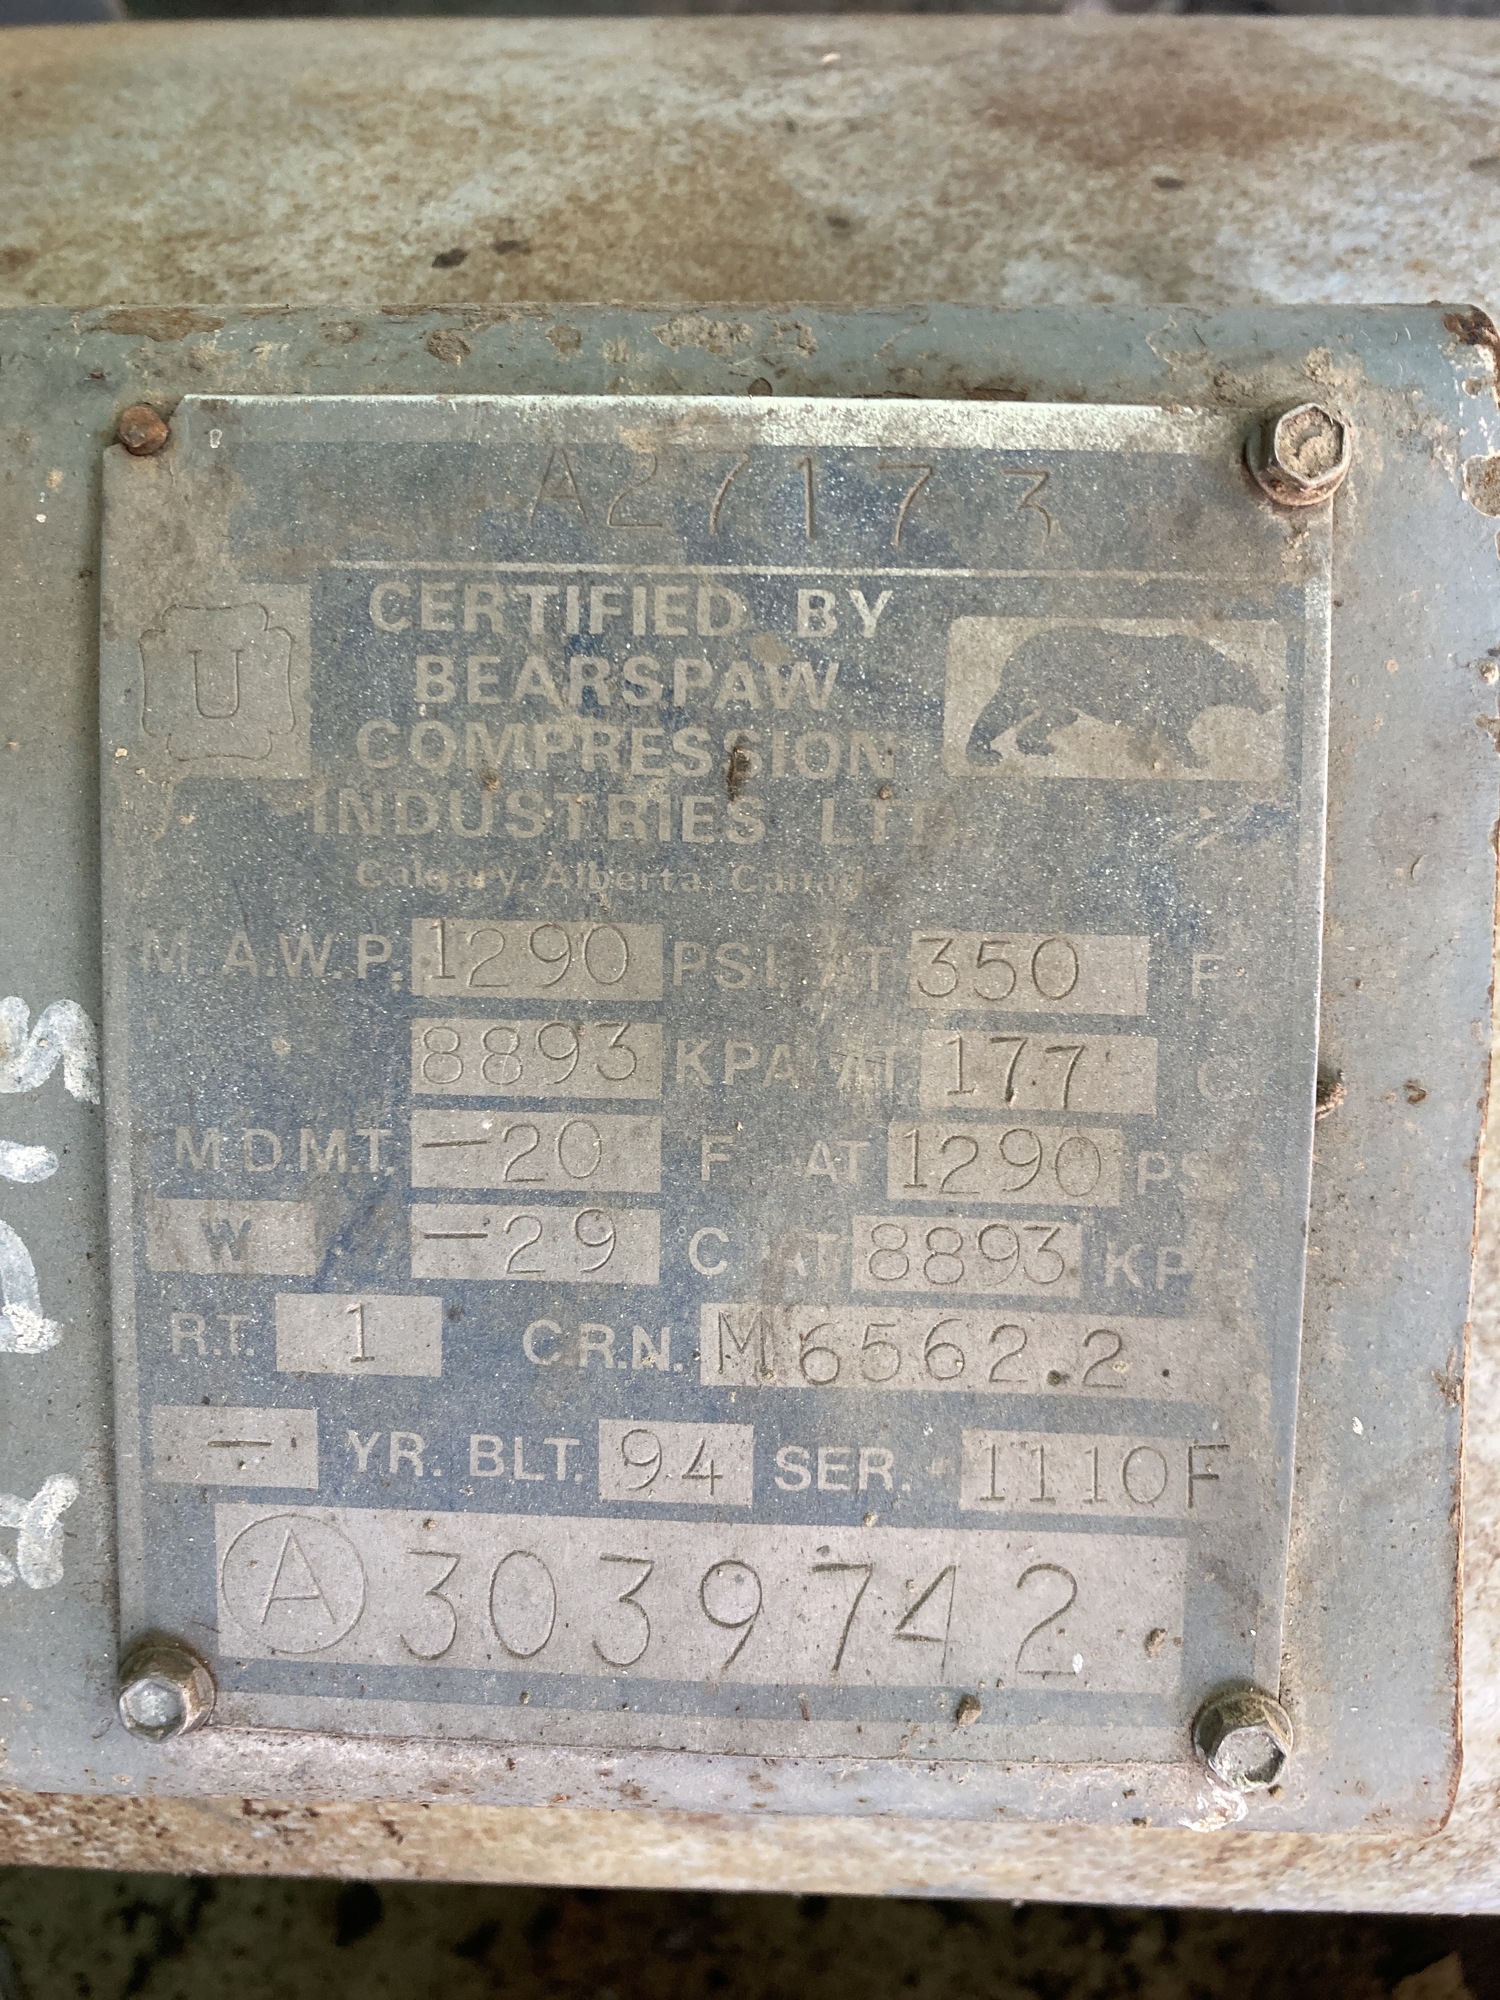 A27173
U
CERTIFIED BY
BEARSPAW
COMPRESSION
INDUSTRIES LTD.
Calgary, Alberta, Canada
M.A.W.P. 1290 PSI. AT 350 F
8893 KPA AT 177 C
M.D.M.T. -20 F AT 1290 PSI
W -29 °C AT 8893 KPA
R.T. 1 C.R.N. M6562.2
- YR. BLT. 94 SER. 1110F
A 3039742